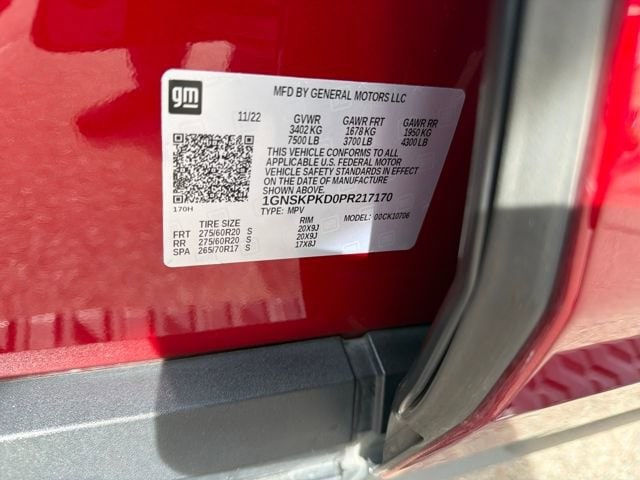 gm
MFD BY GENERAL MOTORS LLC
11/22 GVWR GAWR FRT GAWR RR
3402 KG 1678 KG 1950 KG
7500 LB 3700 LB 4300 LB
THIS VEHICLE CONFORMS TO ALL
APPLICABLE U.S. FEDERAL MOTOR
VEHICLE SAFETY STANDARDS IN EFFECT
ON THE DATE OF MANUFACTURE
SHOWN ABOVE.
1GNSKPKD0PR217170
170H TYPE: MPV MODEL: 00CK10706
TIRE SIZE RIM
FRT 275/60R20 S 20X9J
RR 275/60R20 S 20X9J
SPA 265/70R17 S 17X8J